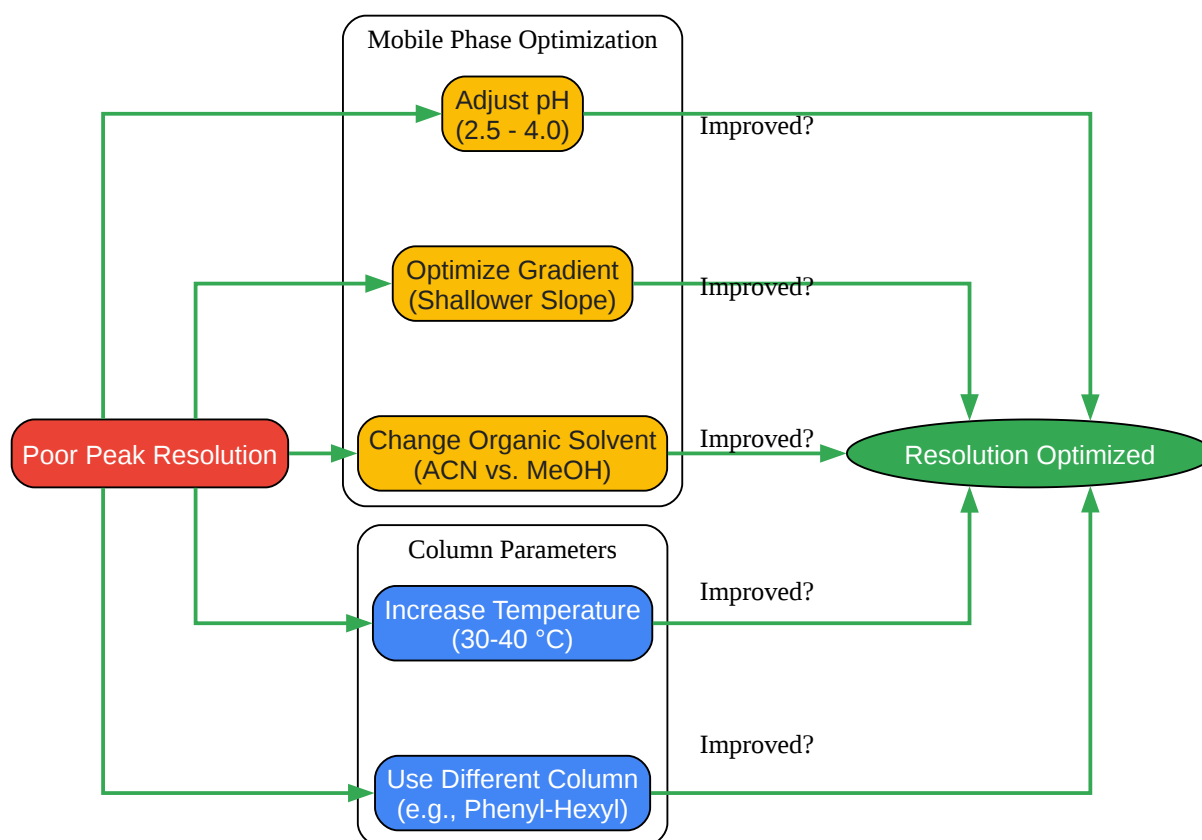 Mobile Phase Optimization
Adjust pH
(2.5 - 4.0)
Improved?
Optimize Gradient
(Shallower Slope)
Improved?
Poor Peak Resolution
Change Organic Solvent
(ACN vs. MeOH)
Improved?
Resolution Optimized
Column Parameters
Increase Temperature
(30-40 °C)
Improved?
Use Different Column
(e.g., Phenyl-Hexyl)
Improved?